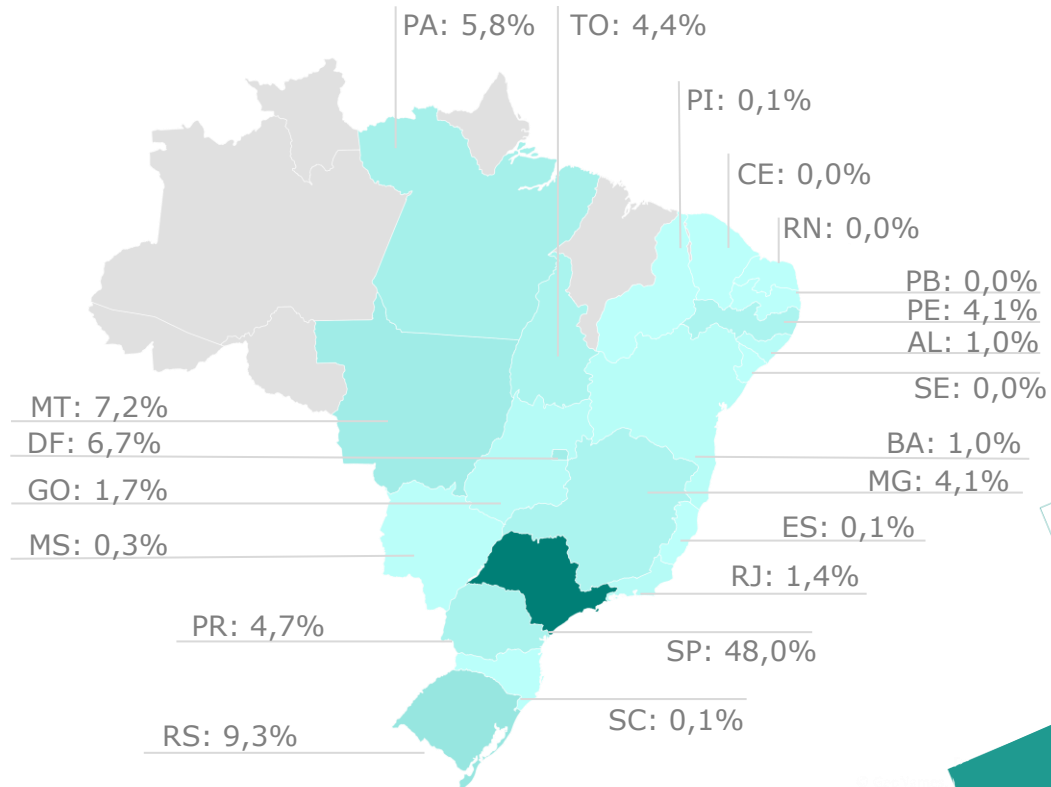 PA: 5,8%
TO: 4,4%
PI: 0,1%
CE: 0,0%
RN: 0,0%
PB: 0,0%
PE: 4,1%
AL: 1,0%
SE: 0,0%
MT: 7,2%
DF: 6,7%
BA: 1,0%
MG: 4,1%
GO: 1,7%
ES: 0,1%
MS: 0,3%
RJ: 1,4%
PR: 4,7%
SP: 48,0%
SC: 0,1%
RS: 9,3%